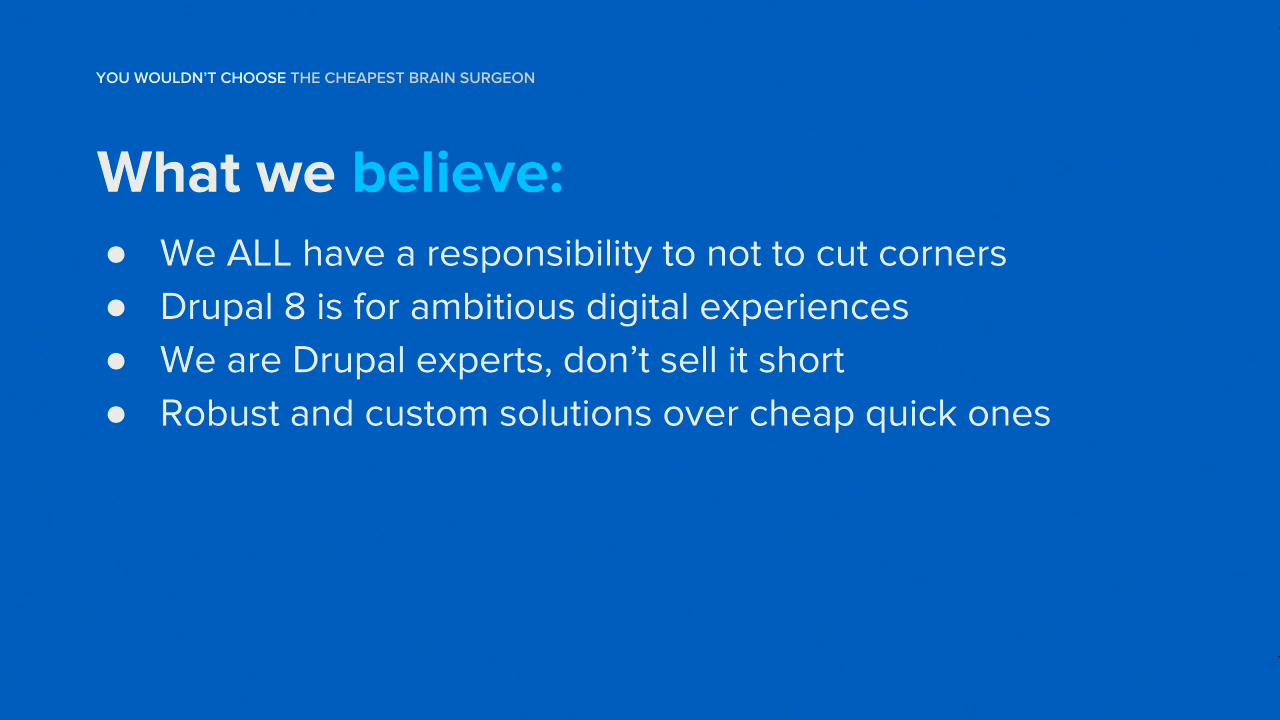 YOU WOULDN'T CHOOSE THE CHEAPEST BRAIN SURGEON
What we believe:
● We ALL have a responsibility to not to cut corners
● Drupal 8 is for ambitious digital experiences
● We are Drupal experts, don't sell it short
● Robust and custom solutions over cheap quick ones